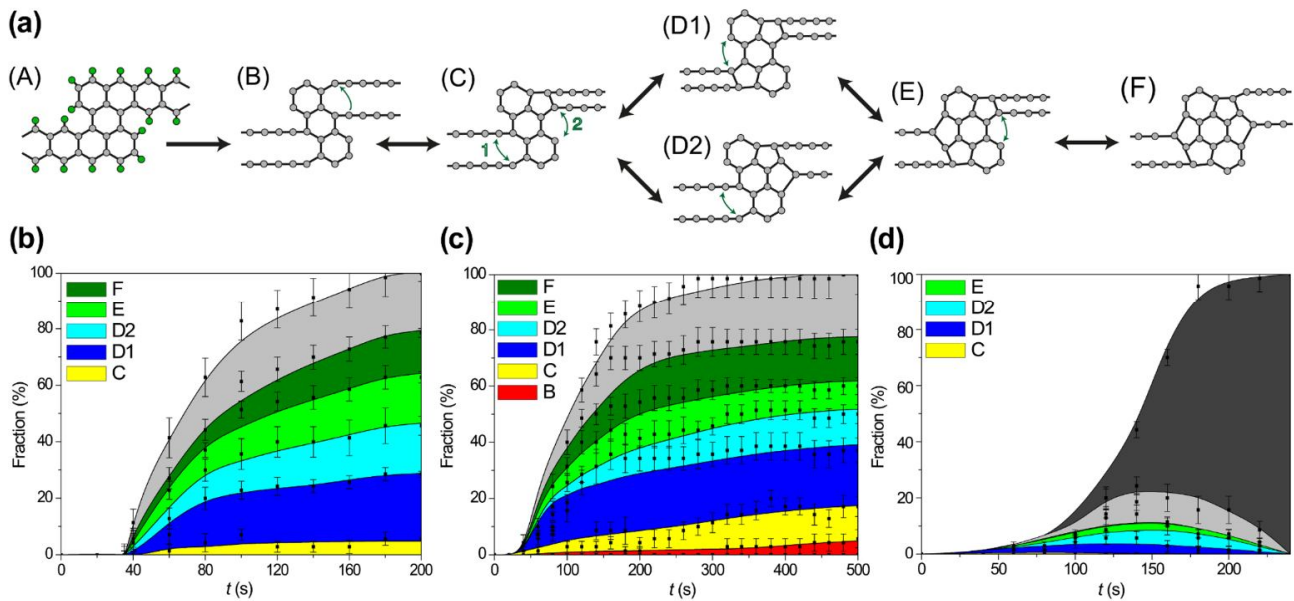 (a)
(A)
(B)
(C)
(D1)
(D2)
(E)
(F)
1
2
(b)
(c)
(d)
100
80
60
40
20
0
Fraction (%)
F
E
D2
D1
C
0 40 80 120 160 200
t (s)
100
80
60
40
20
0
Fraction (%)
F
E
D2
D1
C
B
0 100 200 300 400 500
t (s)
100
80
60
40
20
0
Fraction (%)
E
D2
D1
C
0 50 100 150 200
t (s)